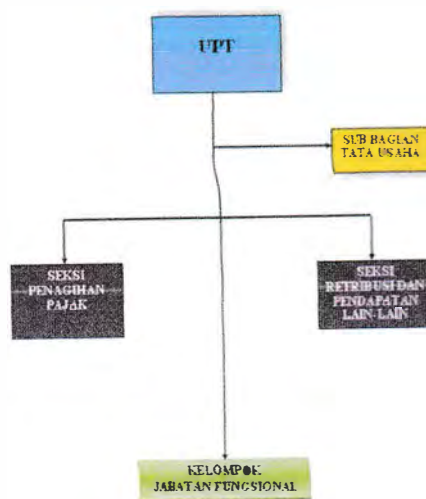 UPT
SUB BAGIAN
TATA USAHA
SEKSI
PENAGIHAN
PAJAK
SEKSI
RETRIBUSI DAN
PENDAPATAN
LAIN-LAIN
KELOMPOK
JABATAN FUNGSIONAL